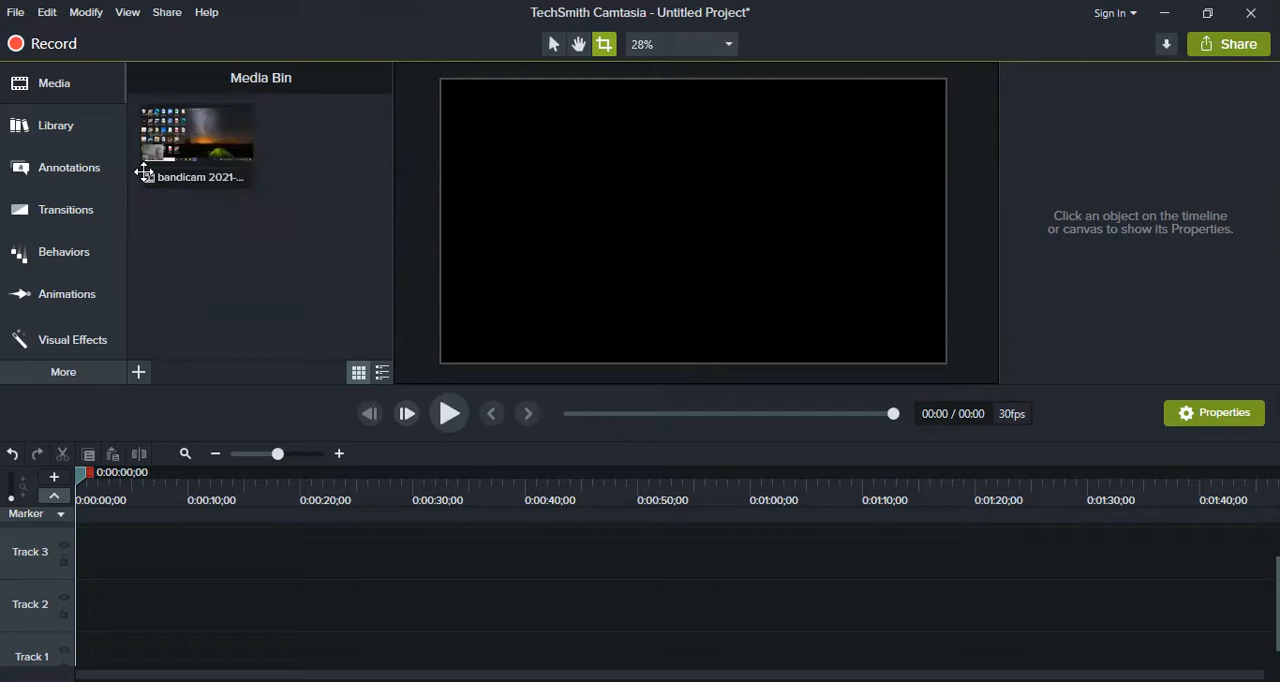 File Edit Modify View Share Help
TechSmith Camtasia - Untitled Project*
Sign In
Record
28%
Share
Media
Media Bin
Library
bandicam 2021-...
Annotations
Transitions
Behaviors
Animations
Visual Effects
More
Click an object on the timeline
or canvas to show its Properties.
00:00 / 00:00 30fps
Properties
0:00:00;00
0:00:00;00 0:00:10;00 0:00:20;00 0:00:30;00 0:00:40;00 0:00:50;00 0:01:00;00 0:01:10;00 0:01:20;00 0:01:30;00 0:01:40;00
Marker
Track 3
Track 2
Track 1